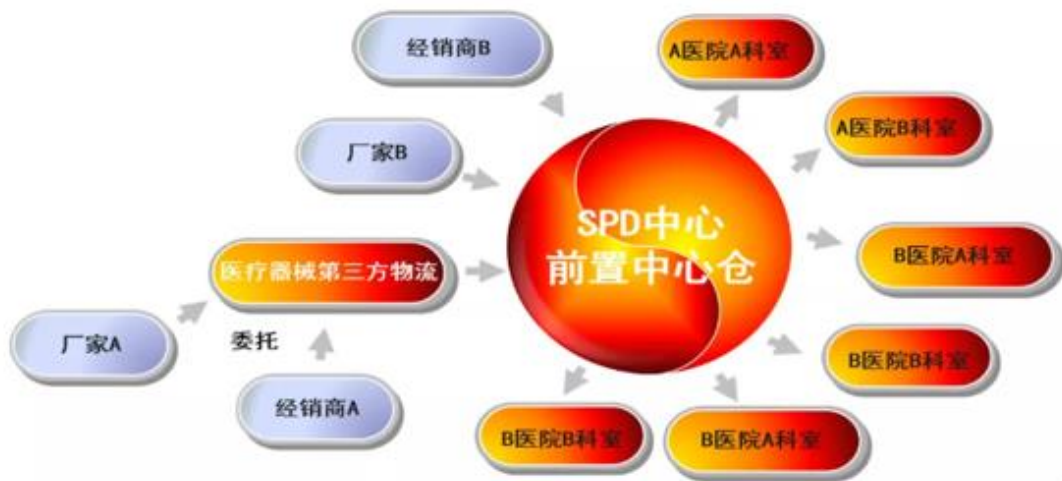 经销商B
A医院A科室
A医院B科室
厂家B
SPD中心
前置中心仓
B医院A科室
医疗器械第三方物流
厂家A
委托
B医院B科室
经销商A
B医院B科室
B医院A科室